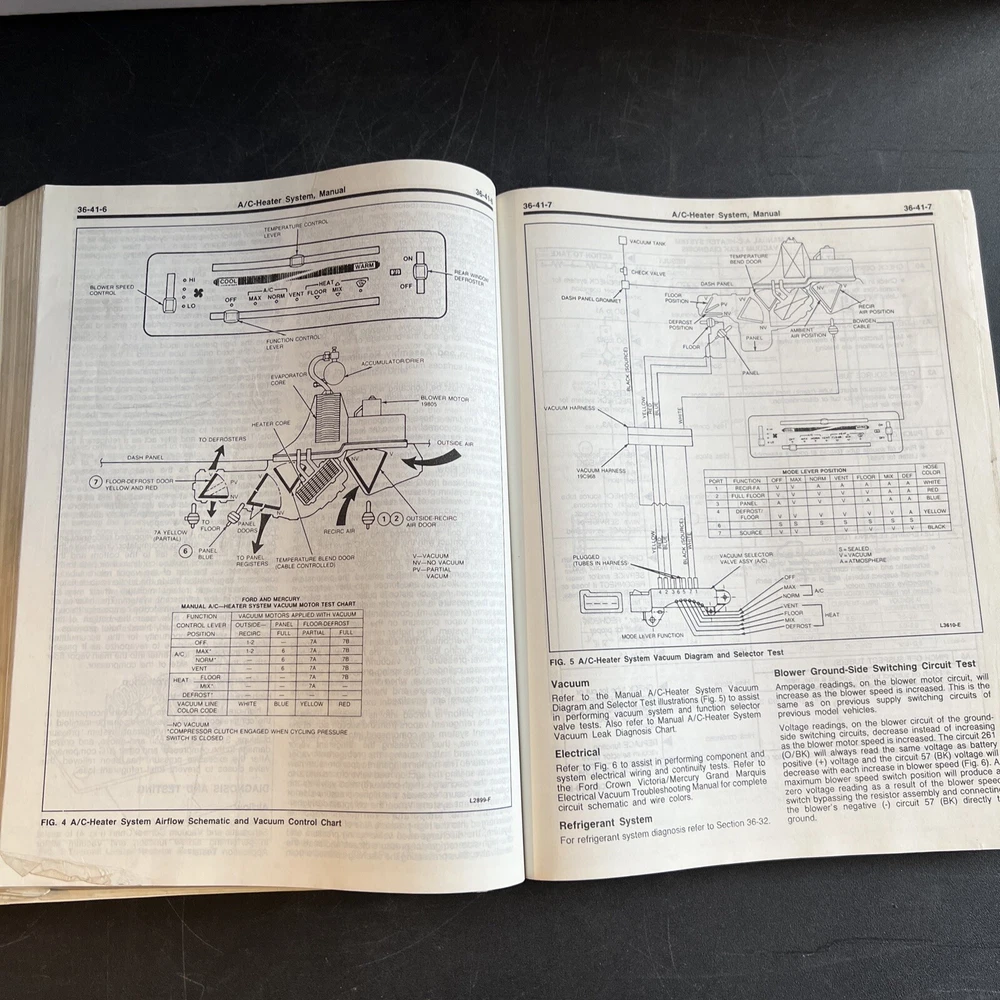 36-41-6
A/C-Heater System, Manual
TEMPERATURE CONTROL
LEVER
BLOWER SPEED
CONTROL
HI
LO
COOL
WARM
A/C
HEAT
OFF MAX NORM VENT FLOOR MIX
ON
OFF
REAR WINDOW
DEFROSTER
FUNCTION CONTROL
LEVER
ACCUMULATOR/DRIER
EVAPORATOR
CORE
BLOWER MOTOR
19805
HEATER CORE
TO DEFROSTERS
OUTSIDE AIR
DASH PANEL
NV
V
7
FLOOR-DEFROST DOOR
YELLOW AND RED
PV
NV
TO
FLOOR
PANEL
DOORS
NV
7A YELLOW
(PARTIAL)
6
PANEL
BLUE
TO PANEL
REGISTERS
TEMPERATURE BLEND DOOR
(CABLE CONTROLLED)
RECIRC AIR
1 2
OUTSIDE-RECIRC
AIR DOOR
V—VACUUM
NV—NO VACUUM
PV—PARTIAL
VACUM
FORD AND MERCURY
MANUAL A/C—HEATER SYSTEM VACUUM MOTOR TEST CHART
FUNCTION VACUUM MOTORS APPLIED WITH VACUUM
CONTROL LEVER OUTSIDE— PANEL FLOOR-DEFROST
POSITION RECIRC FULL PARTIAL FULL
OFF 1-2 — 7A 7B
A/C MAX* 1-2 6 7A 7B
NORM* — 6 7A 7B
VENT — 6 7A 7B
HEAT FLOOR — — 7A 7B
MIX* — — 7A —
DEFROST† — — — —
VACUUM LINE
COLOR CODE WHITE BLUE YELLOW RED
—NO VACUUM
*COMPRESSOR CLUTCH ENGAGED WHEN CYCLING PRESSURE
SWITCH IS CLOSED
L2899-F
FIG. 4 A/C-Heater System Airflow Schematic and Vacuum Control Chart
36-41-7
A/C-Heater System, Manual
36-41-7
VACUUM TANK
CHECK VALVE
TEMPERATURE
BEND DOOR
DASH PANEL
DASH PANEL GROMMET
FLOOR
POSITION
PV
DEFROST
POSITION
NV
NV
V
RECIR
AIR POSITION
AMBIENT
AIR POSITION
BOWDEN
CABLE
FLOOR
PANEL
PANEL
BLACK (SOURCE)
YELLOW
RED
BLUE
WHITE
VACUUM HARNESS
VACUUM HARNESS
19C968
MODE LEVER POSITION
PORT FUNCTION OFF MAX NORM VENT FLOOR MIX DEF HOSE COLOR
1 RECIR-FA V V A A A A A WHITE
2 FULL FLOOR V V V V V A A RED
3 PANEL A V V V A A A BLUE
4 DEFROST/
FLOOR V V V V V V A YELLOW
6 S S S S S S S
7 SOURCE V V V V V V V BLACK
S = SEALED
V = VACUUM
A = ATMOSPHERE
YELLOW
RED
BLUE
BLACK (SOURCE)
WHITE
PLUGGED
(TUBES IN HARNESS
VACUUM SELECTOR
VALVE ASSY (A/C)
OFF
MAX
NORM
A/C
VENT
FLOOR
MIX
DEFROST
HEAT
MODE LEVER FUNCTION
L3610-E
FIG. 5 A/C-Heater System Vacuum Diagram and Selector Test
Vacuum
Refer to the Manual A/C-Heater System Vacuum
Diagram and Selector Test Illustrations (Fig. 5) to assist
in performing vacuum system and function selector
valve tests. Also refer to Manual A/C-Heater System
Vacuum Leak Diagnosis Chart.
Electrical
Refer to Fig. 6 to assist in performing component and
system electrical wiring and continuity tests. Refer to
the Ford Crown Victoria/Mercury Grand Marquis
Electrical Vacuum Troubleshooting Manual for complete
circuit schematic and wire colors.
Refrigerant System
For refrigerant system diagnosis refer to Section 36-32.
Blower Ground-Side Switching Circuit Test
Amperage readings, on the blower motor circuit, will
increase as the blower speed is increased. This is the
same as on previous supply switching circuits of
previous model vehicles.
Voltage readings, on the blower circuit of the ground-
side switching circuits, decrease instead of increasing
as the blower motor speed is increased. The circuit 261
(O/BK) will always read the same voltage as battery
positive (+) voltage and the circuit 57 (BK) voltage will
decrease with each increase in blower speed (Fig. 6). A
maximum blower speed switch position will produce a
zero voltage reading as a result of the blower speed
switch bypassing the resistor assembly and connecting
the blower's negative (-) circuit 57 (BK) directly
ground.